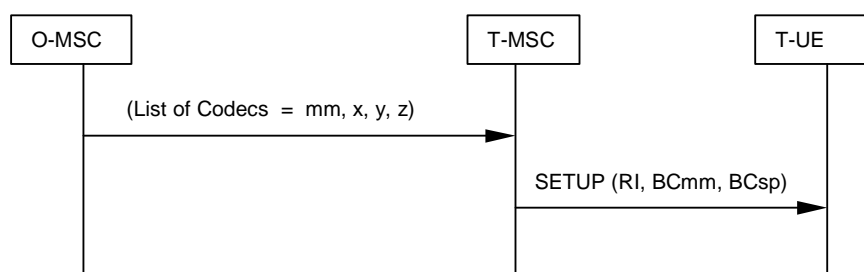 O-MSC
T-MSC
T-UE
(List of Codecs = mm, x, y, z)
SETUP (RI, BCmm, BCsp)